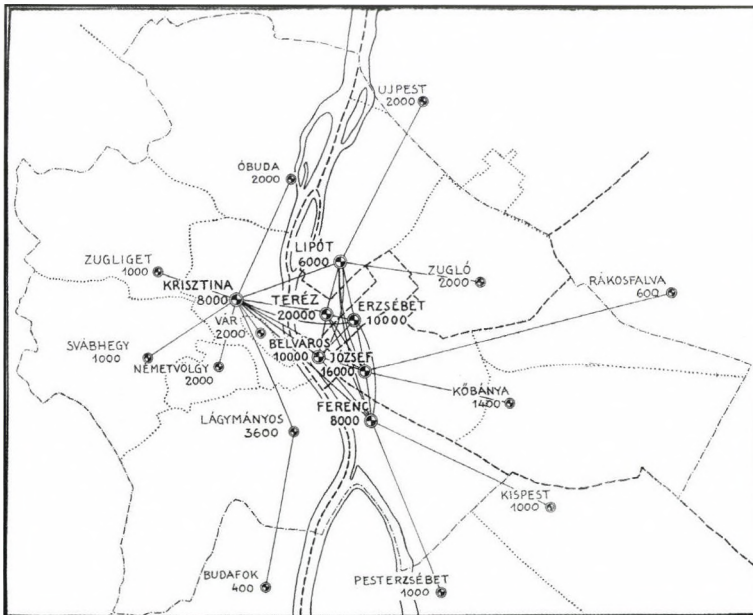 UJPEST
2000
ÓBUDA
2000
LIPÓT
6000
ZUGLIGET
1000
KRISZTINA
8000
ZUGLÓ
2000
RÁKOSFALVA
600
TERÉZ
20000
ERZSÉBET
10000
VÁR
2000
SVÁBHEGY
1000
NÉMETVÖLGY
2000
BELVÁROS
10000
JÓZSEF
16000
KŐBÁNYA
1400
LÁGYMÁNYOS
3600
FERENC
8000
KISPEST
1000
BUDAFOK
400
PESTERZSÉBET
1000